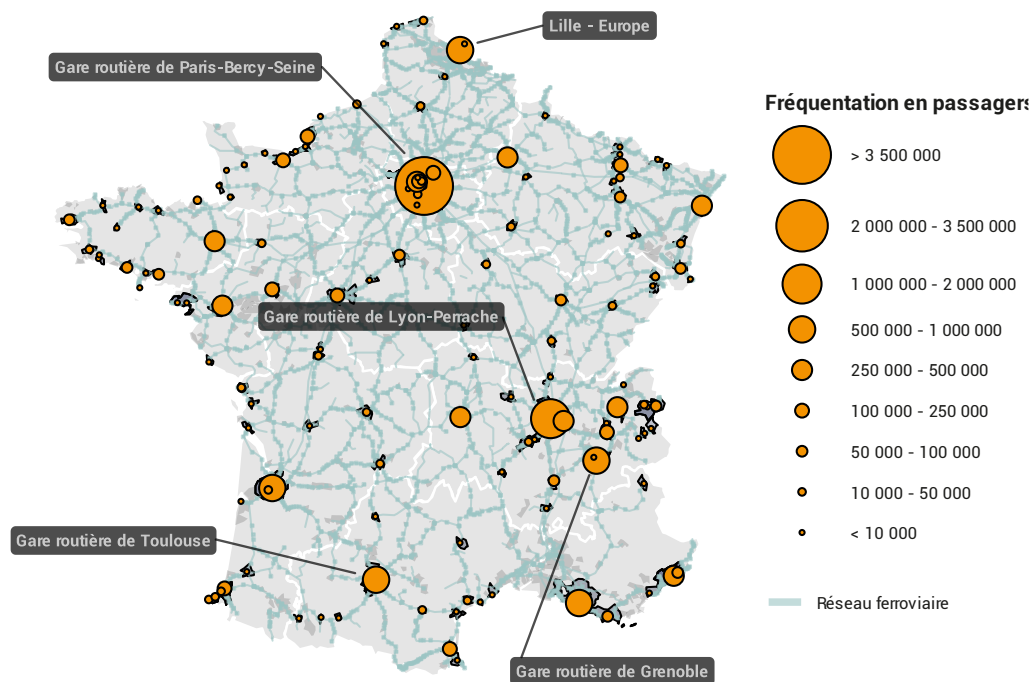 Lille - Europe
Gare routière de Paris-Bercy-Seine
Gare routière de Lyon-Perrache
Gare routière de Toulouse
Gare routière de Grenoble
Fréquentation en passagers
> 3 500 000
2 000 000 - 3 500 000
1 000 000 - 2 000 000
500 000 - 1 000 000
250 000 - 500 000
100 000 - 250 000
50 000 - 100 000
10 000 - 50 000
< 10 000
Réseau ferroviaire